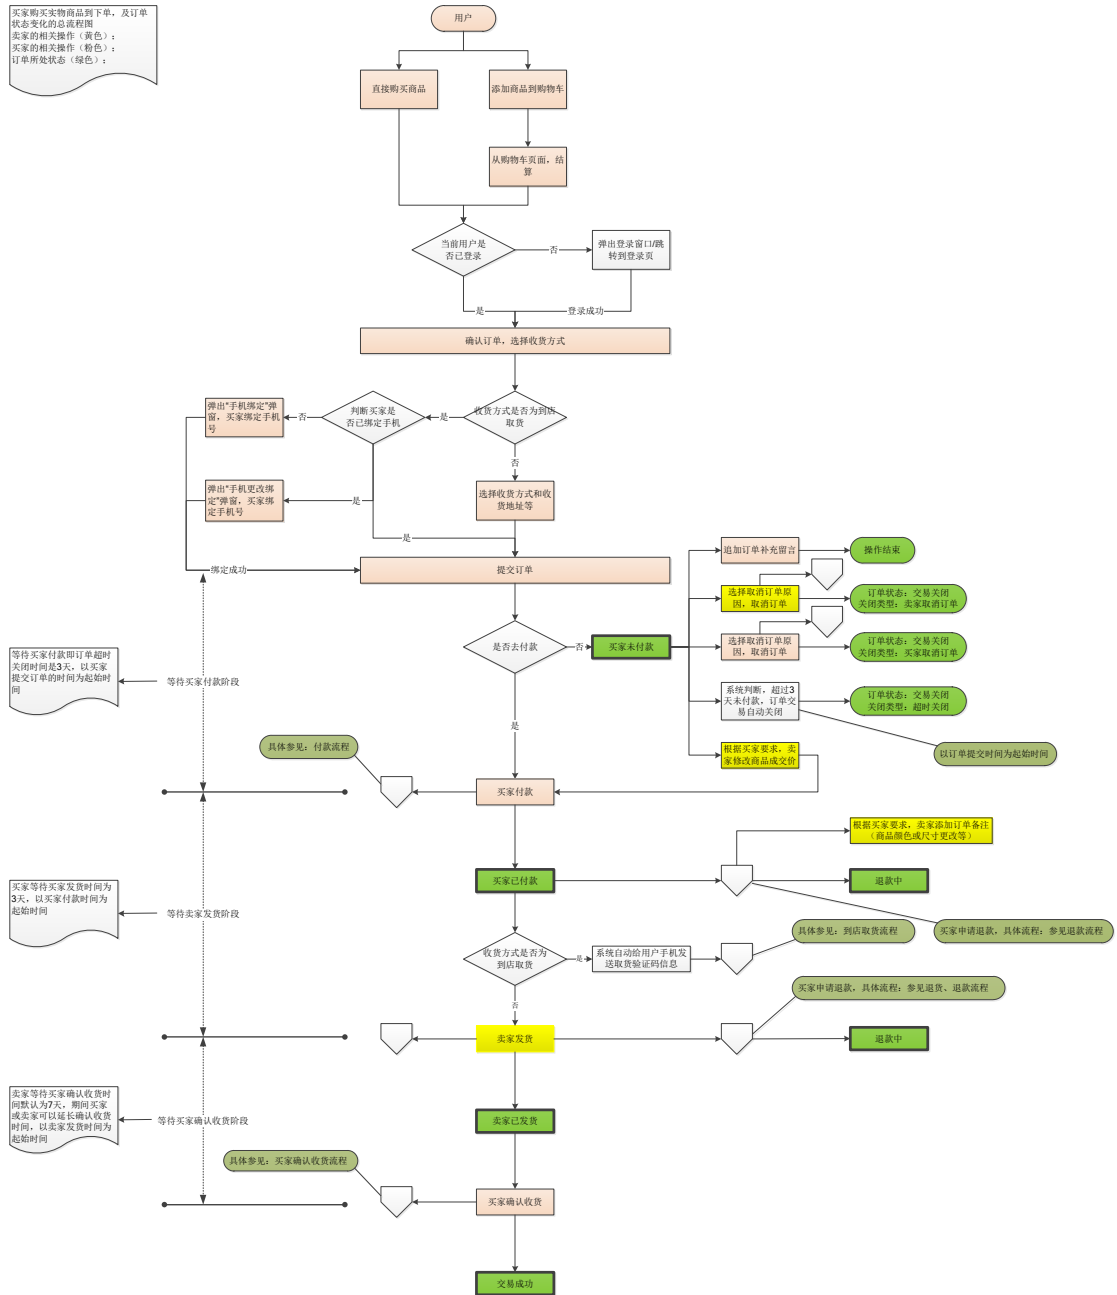 买家购买实物商品到下单，及订单
状态变化的总流程图
卖家的相关操作（黄色）；
买家的相关操作（粉色）；
订单所处状态（绿色）；
用户
直接购买商品
添加商品到购物车
从购物车页面，结
算
当前用户是
否已登录
否
弹出登录窗口/跳
转到登录页
是
登录成功
确认订单，选择收货方式
收货方式是否为到店
取货
是
判断买家是
否已绑定手机
否
弹出“手机绑定”弹
窗，买家绑定手机
号
否
是
弹出“手机更改绑
定”弹窗，买家绑
定手机号
选择收货方式和收
货地址等
是
绑定成功
提交订单
追加订单补充留言
操作结束
选择取消订单原
因，取消订单
订单状态：交易关闭
关闭类型：卖家取消订单
是否去付款
否
买家未付款
选择取消订单原
因，取消订单
订单状态：交易关闭
关闭类型：买家取消订单
等待买家付款即订单超时
关闭时间是3天，以买家
提交订单的时间为起始时
间
等待买家付款阶段
系统判断，超过3
天未付款，订单交
易自动关闭
订单状态：交易关闭
关闭类型：超时关闭
是
具体参见：付款流程
根据买家要求，卖
家修改商品成交价
以订单提交时间为起始时间
买家付款
根据买家要求，卖家添加订单备注
（商品颜色或尺寸更改等）
买家已付款
退款中
买家等待买家发货时间为
3天，以买家付款时间为
起始时间
等待卖家发货阶段
具体参见：到店取货流程
买家申请退款，具体流程：参见退款流程
收货方式是否为
到店取货
是
系统自动给用户手机发
送取货验证码信息
买家申请退款，具体流程：参见退货、退款流程
否
卖家发货
退款中
卖家等待买家确认收货时
间默认为7天，期间买家
或卖家可以延长确认收货
时间，以卖家发货时间为
起始时间
等待买家确认收货阶段
卖家已发货
具体参见：买家确认收货流程
买家确认收货
交易成功